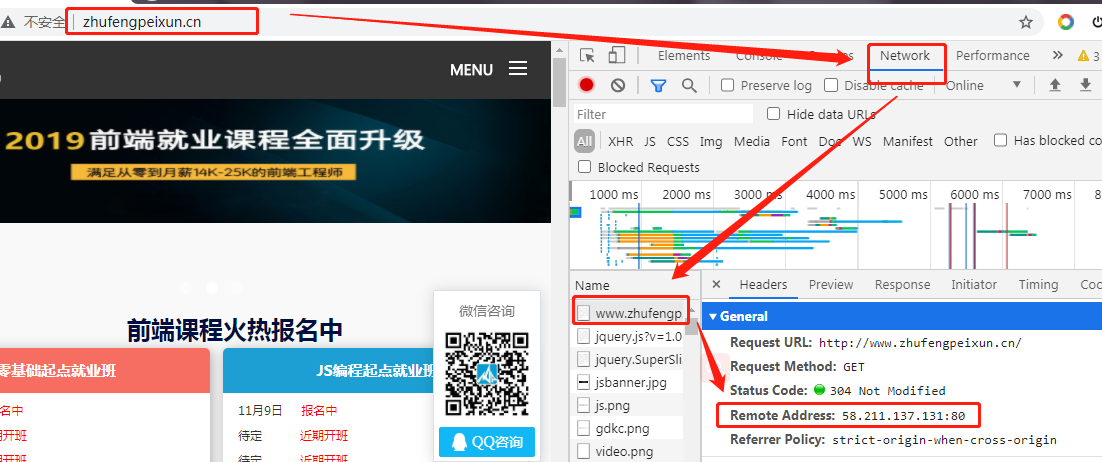 不安全 | zhufengpeixun.cn
MENU
2019前端就业课程全面升级
满足从零到月薪14K-25K的前端工程师
前端课程火热报名中
零基础起点就业班
报名中
近期开班
近期开班
JS编程起点就业班
11月9日 报名中
待定 近期开班
待定 近期开班
微信咨询
QQ咨询
Elements Console Network Performance » 3
Preserve log Disable cache Online
Filter Hide data URLs
All XHR JS CSS Img Media Font Doc WS Manifest Other Has blocked co
Blocked Requests
1000 ms 2000 ms 3000 ms 4000 ms 5000 ms 6000 ms 7000 ms 8
Name
www.zhufengp
jquery.js?v=1.0
jquery.SuperSli
jsbanner.jpg
js.png
gdkc.png
video.png
× Headers Preview Response Initiator Timing Coo
General
Request URL: http://www.zhufengpeixun.cn/
Request Method: GET
Status Code: 304 Not Modified
Remote Address: 58.211.137.131:80
Referrer Policy: strict-origin-when-cross-origin